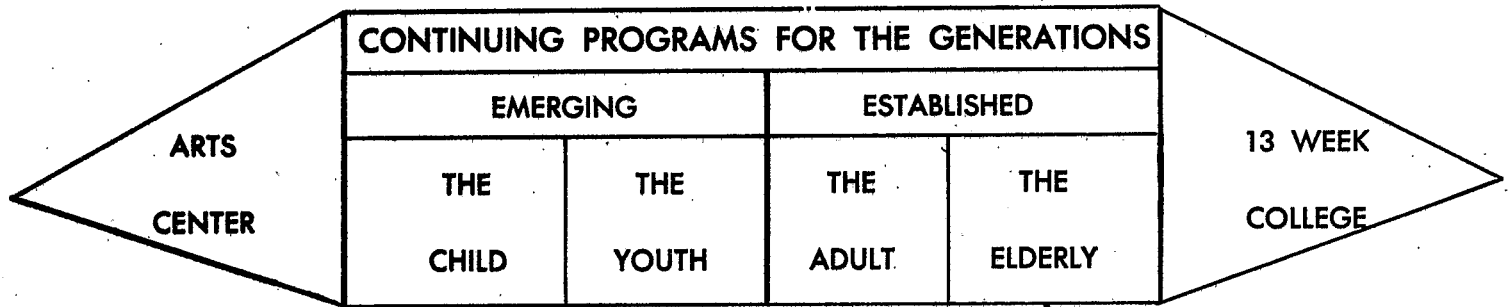 CONTINUING PROGRAMS FOR THE GENERATIONS
EMERGING
ESTABLISHED
ARTS
CENTER
THE
CHILD
THE
YOUTH
THE
ADULT
THE
ELDERLY
13 WEEK
COLLEGE